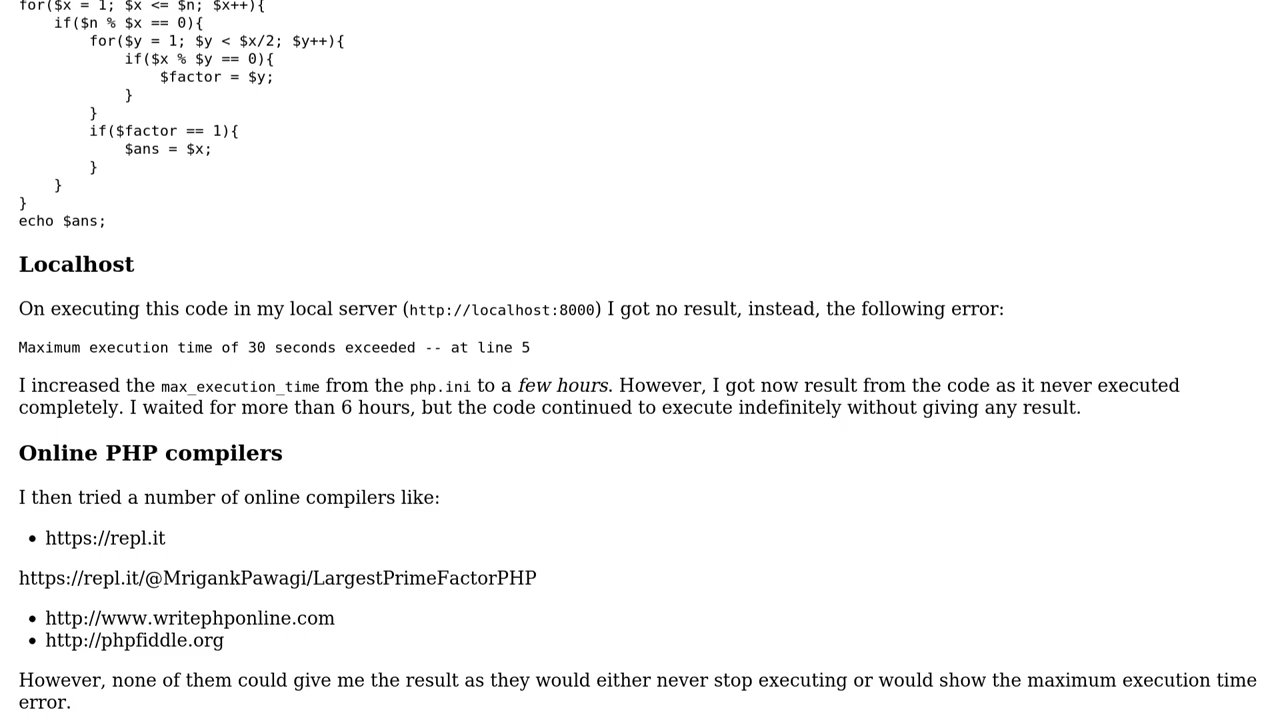 for($x = 1; $x <= $n; $x++){
    if($n % $x == 0){
        for($y = 1; $y < $x/2; $y++){
            if($x % $y == 0){
                $factor = $y;
            }
        }
        if($factor == 1){
            $ans = $x;
        }
    }
}
echo $ans;
Localhost
On executing this code in my local server (http://localhost:8000) I got no result, instead, the following error:
Maximum execution time of 30 seconds exceeded -- at line 5
I increased the max_execution_time from the php.ini to a few hours. However, I got now result from the code as it never executed
completely. I waited for more than 6 hours, but the code continued to execute indefinitely without giving any result.
Online PHP compilers
I then tried a number of online compilers like:
• https://repl.it
https://repl.it/@MrigankPawagi/LargestPrimeFactorPHP
• http://www.writephponline.com
• http://phpfiddle.org
However, none of them could give me the result as they would either never stop executing or would show the maximum execution time
error.